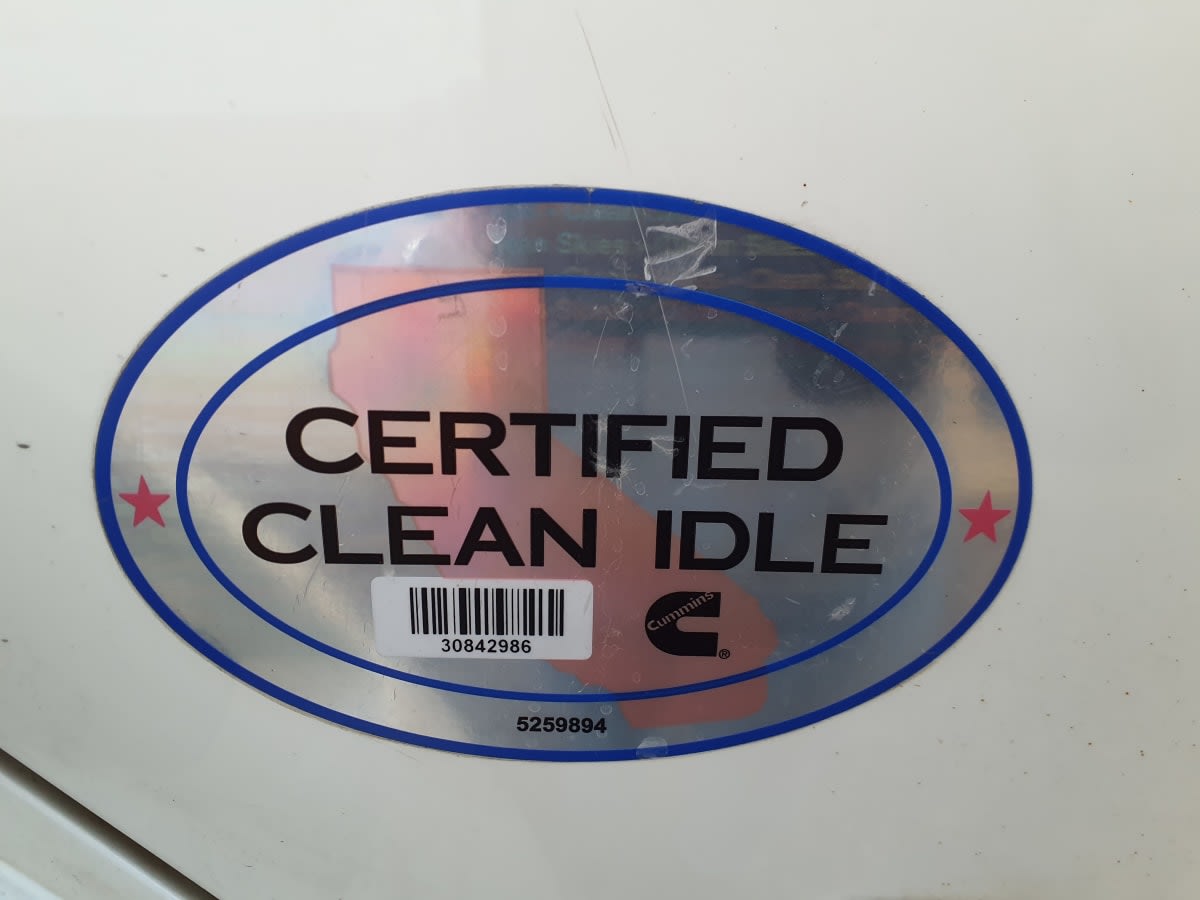 CERTIFIED
CLEAN IDLE
30842986
Cummins
®
5259894